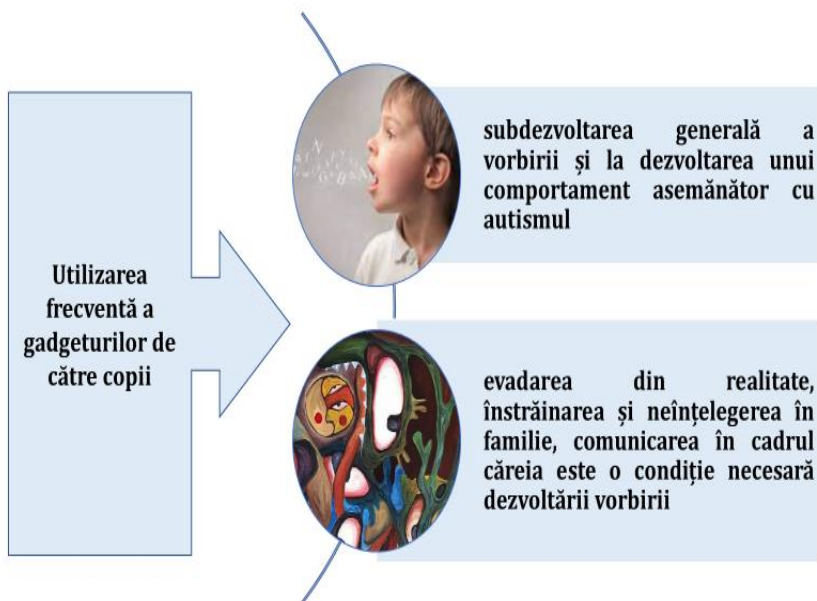 Utilizarea
frecventă a
gadgeturilor de
către copii
subdezvoltarea generală a
vorbirii și la dezvoltarea unui
comportament asemănător cu
autismul
evadarea din realitate,
înstrăinarea și neînțelegerea în
familie, comunicarea în cadrul
căreia este o condiție necesară
dezvoltării vorbirii